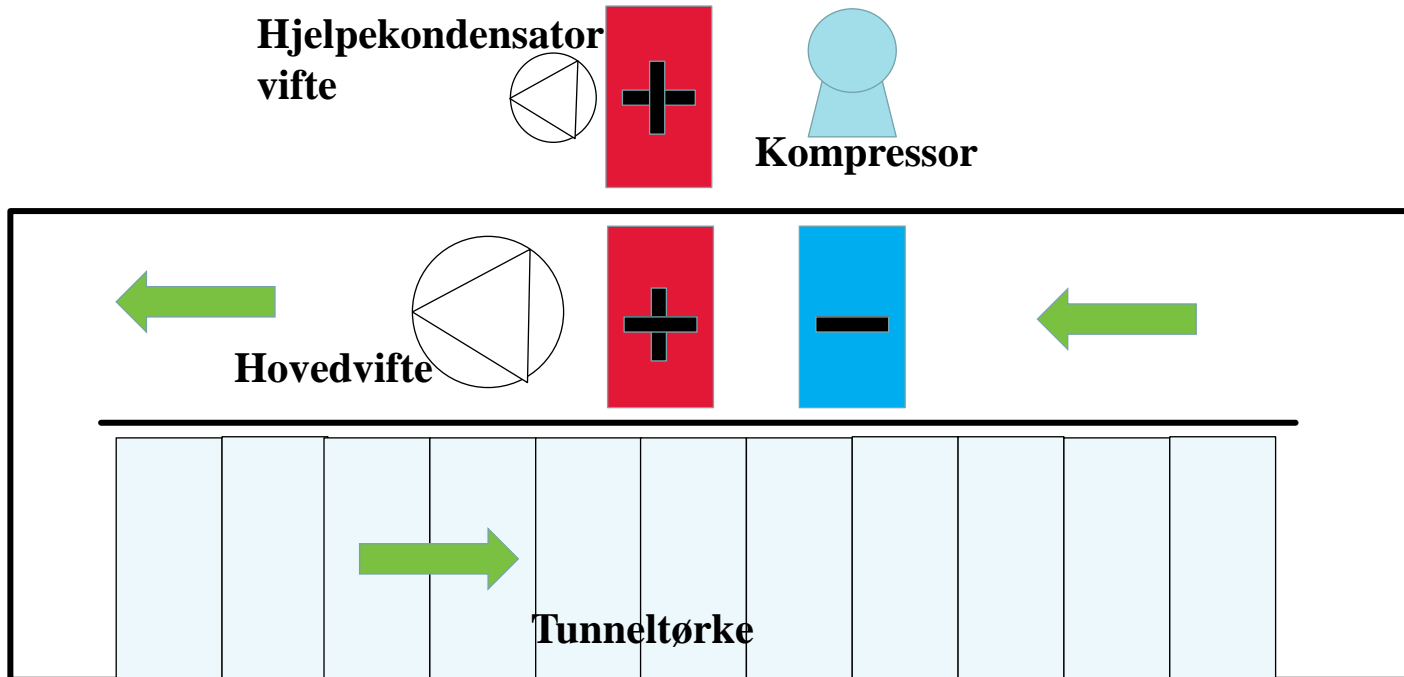 Hjelpekondensator
vifte
Kompressor
Hovedvifte
Tunneltørke